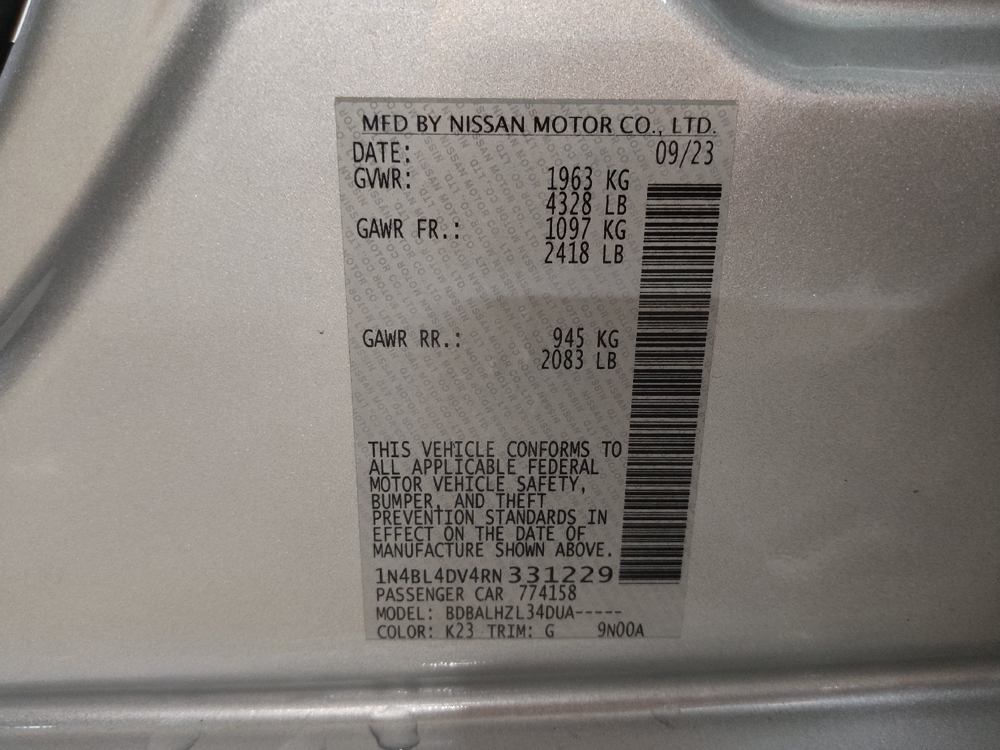 MFD BY NISSAN MOTOR CO., LTD.
DATE: 09/23
GVWR: 1963 KG
4328 LB
GAWR FR.: 1097 KG
2418 LB
GAWR RR.: 945 KG
2083 LB
THIS VEHICLE CONFORMS TO
ALL APPLICABLE FEDERAL
MOTOR VEHICLE SAFETY,
BUMPER, AND THEFT
PREVENTION STANDARDS IN
EFFECT ON THE DATE OF
MANUFACTURE SHOWN ABOVE.
1N4BL4DV4RN331229
PASSENGER CAR 774158
MODEL: BDBALHZL34DUA-----
COLOR: K23 TRIM: G 9N00A